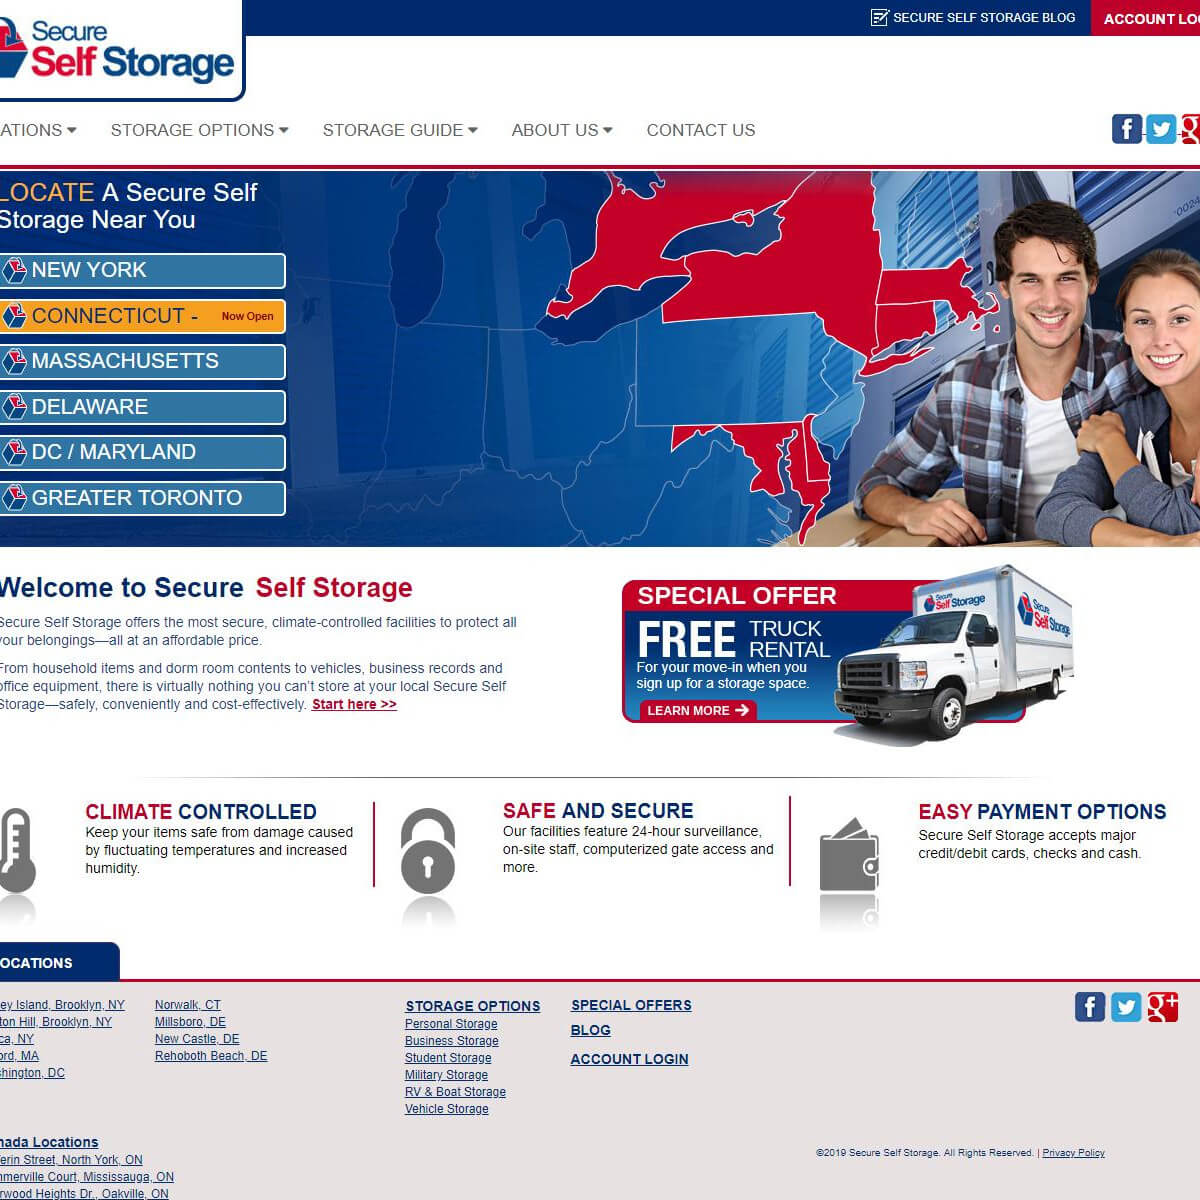 SECURE SELF STORAGE BLOG
ACCOUNT LO
Secure
Self Storage
ATIONS
STORAGE OPTIONS
STORAGE GUIDE
ABOUT US
CONTACT US
LOCATE A Secure Self
Storage Near You
NEW YORK
CONNECTICUT - Now Open
MASSACHUSETTS
DELAWARE
DC / MARYLAND
GREATER TORONTO
Welcome to Secure Self Storage
Secure Self Storage offers the most secure, climate-controlled facilities to protect all
your belongings—all at an affordable price.
From household items and dorm room contents to vehicles, business records and
office equipment, there is virtually nothing you can't store at your local Secure Self
Storage—safely, conveniently and cost-effectively. Start here >>
SPECIAL OFFER
FREE TRUCK
RENTAL
For your move-in when you
sign up for a storage space.
LEARN MORE
Secure
Self Storage
Secure
Self Storage
CLIMATE CONTROLLED
Keep your items safe from damage caused
by fluctuating temperatures and increased
humidity.
SAFE AND SECURE
Our facilities feature 24-hour surveillance,
on-site staff, computerized gate access and
more.
EASY PAYMENT OPTIONS
Secure Self Storage accepts major
credit/debit cards, checks and cash.
OCATIONS
ey Island, Brooklyn, NY
ton Hill, Brooklyn, NY
ca, NY
ord, MA
shington, DC
Norwalk, CT
Millsboro, DE
New Castle, DE
Rehoboth Beach, DE
STORAGE OPTIONS
Personal Storage
Business Storage
Student Storage
Military Storage
RV & Boat Storage
Vehicle Storage
SPECIAL OFFERS
BLOG
ACCOUNT LOGIN
nada Locations
ferin Street, North York, ON
mmerville Court, Mississauga, ON
rwood Heights Dr., Oakville, ON
©2019 Secure Self Storage. All Rights Reserved. | Privacy Policy